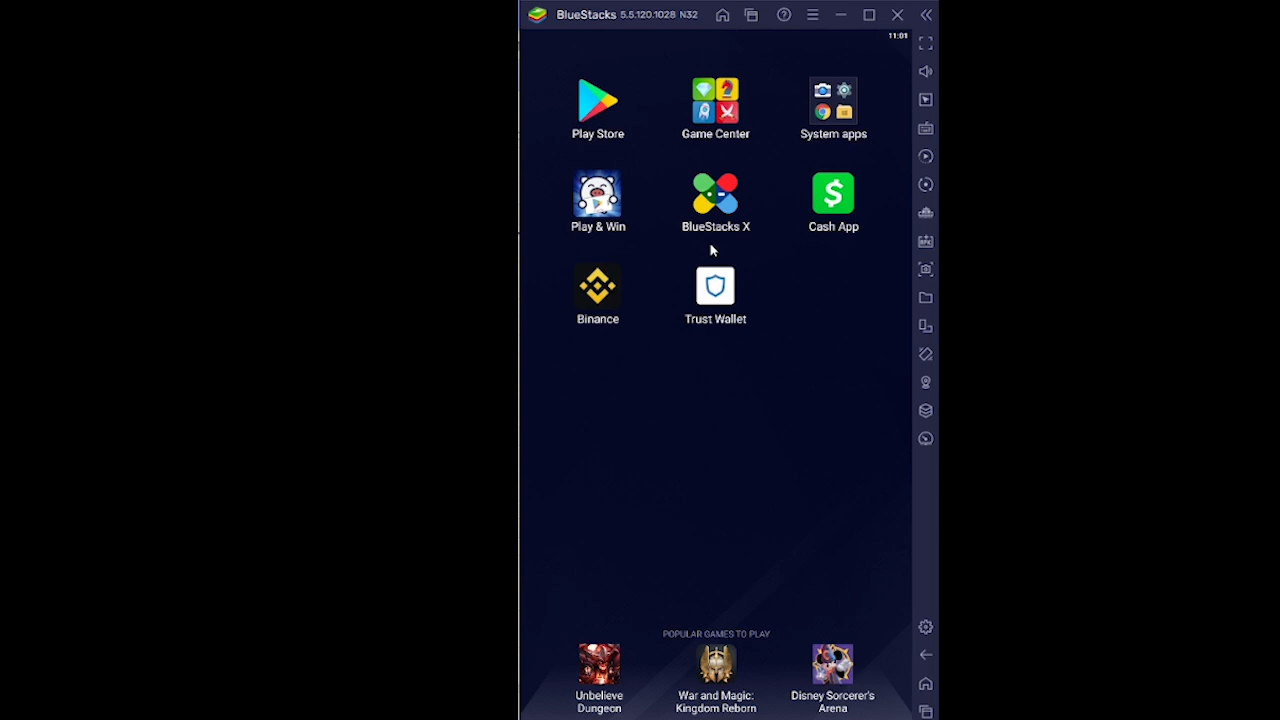 BlueStacks 5.5.120.1028 N32
11:01
Play Store
Game Center
System apps
Play & Win
BlueStacks X
Cash App
Binance
Trust Wallet
POPULAR GAMES TO PLAY
Unbelieve
Dungeon
War and Magic:
Kingdom Reborn
Disney Sorcerer's
Arena